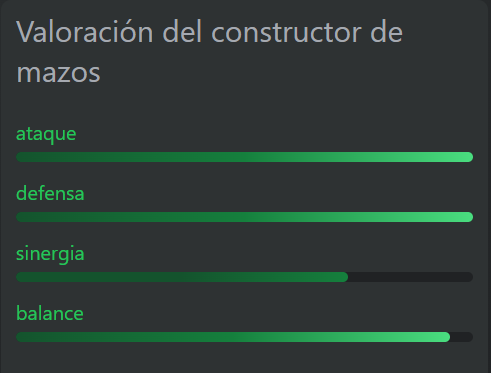 Valoración del constructor de
mazos
ataque
defensa
sinergia
balance